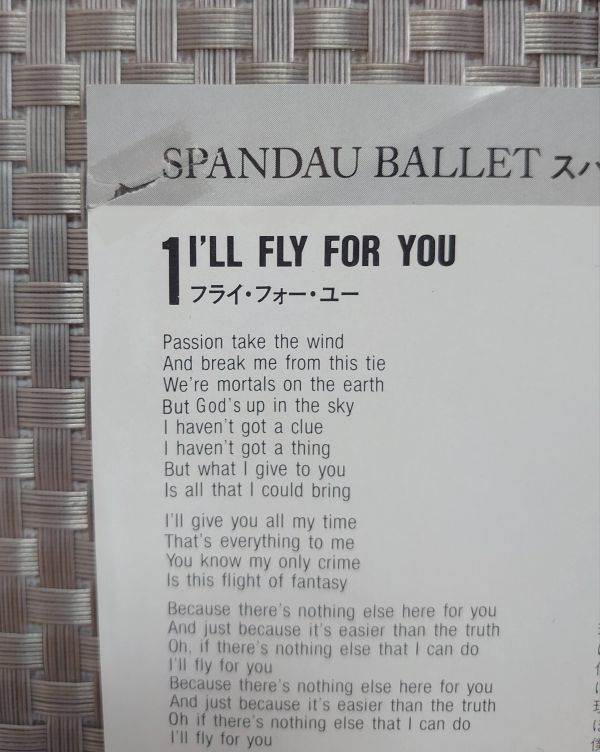 SPANDAU BALLET スパ
1 I'LL FLY FOR YOU
フライ・フォー・ユー
Passion take the wind
And break me from this tie
We're mortals on the earth
But God's up in the sky
I haven't got a clue
I haven't got a thing
But what I give to you
Is all that I could bring
I'll give you all my time
That's everything to me
You know my only crime
Is this flight of fantasy
Because there's nothing else here for you
And just because it's easier than the truth
Oh, if there's nothing else that I can do
I'll fly for you
Because there's nothing else here for you
And just because it's easier than the truth
Oh if there's nothing else that I can do
I'll fly for you